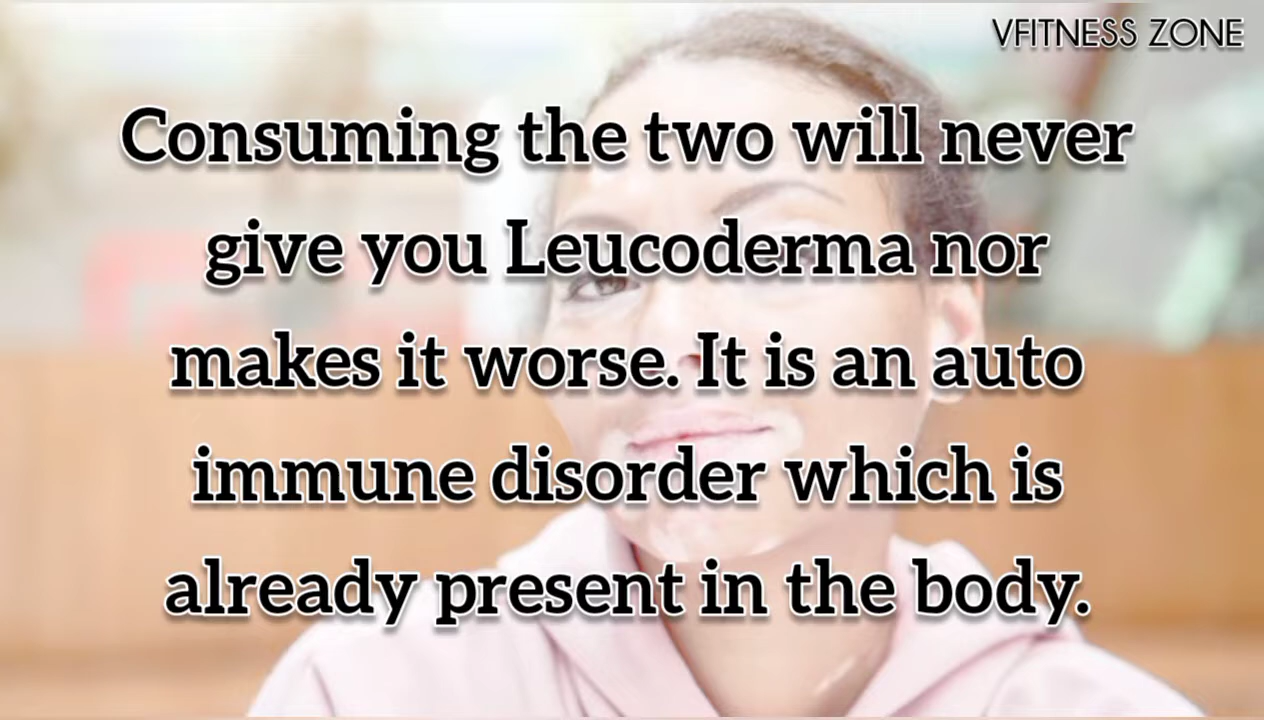 VFITNESS ZONE
Consuming the two will never
give you Leucoderma nor
makes it worse. It is an auto
immune disorder which is
already present in the body.